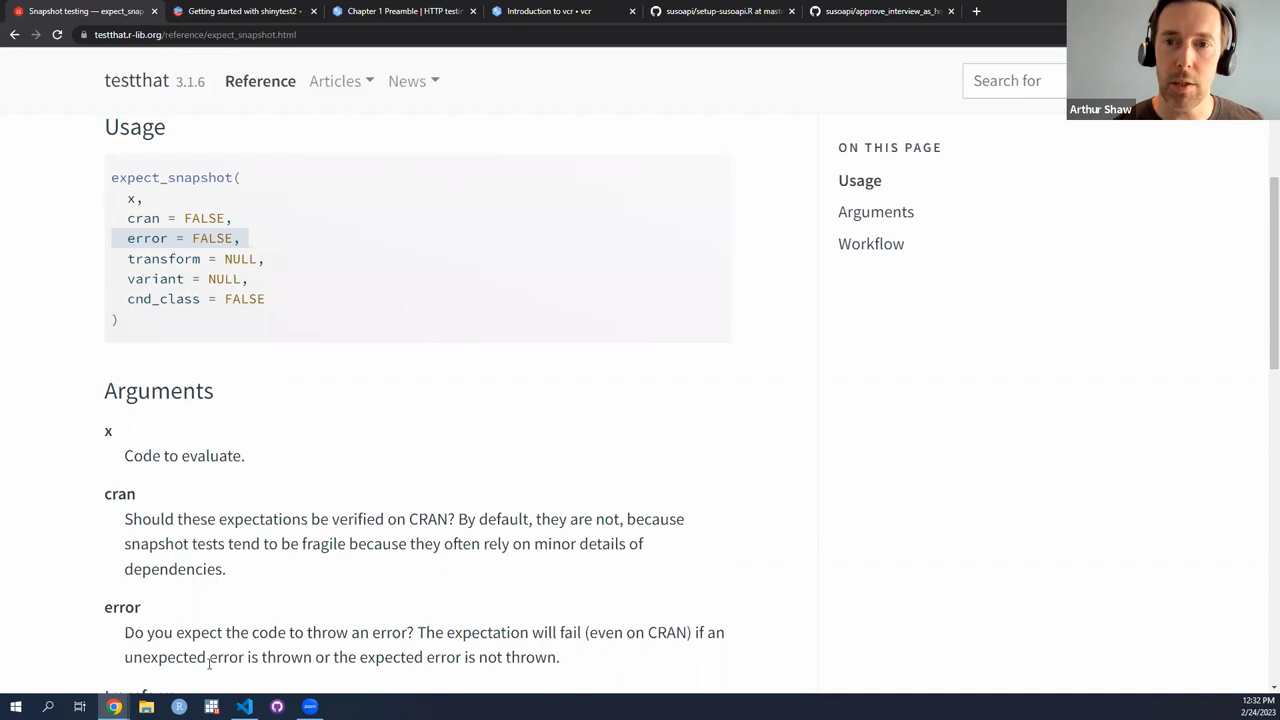 Snapshot testing — expect_snap
Getting started with shinytest2 •
Chapter 1 Preamble | HTTP testi
Introduction to vcr • vcr
susoapi/setup-susoapi.R at mast
susoapi/approve_interview_as_h
testthat.r-lib.org/reference/expect_snapshot.html
testthat 3.1.6 Reference Articles News
Search for
Arthur Shaw
Usage
expect_snapshot(
x,
cran = FALSE,
error = FALSE,
transform = NULL,
variant = NULL,
cnd_class = FALSE
)
ON THIS PAGE
Usage
Arguments
Workflow
Arguments
x
Code to evaluate.
cran
Should these expectations be verified on CRAN? By default, they are not, because
snapshot tests tend to be fragile because they often rely on minor details of
dependencies.
error
Do you expect the code to throw an error? The expectation will fail (even on CRAN) if an
unexpected error is thrown or the expected error is not thrown.
12:32 PM
2/24/2023